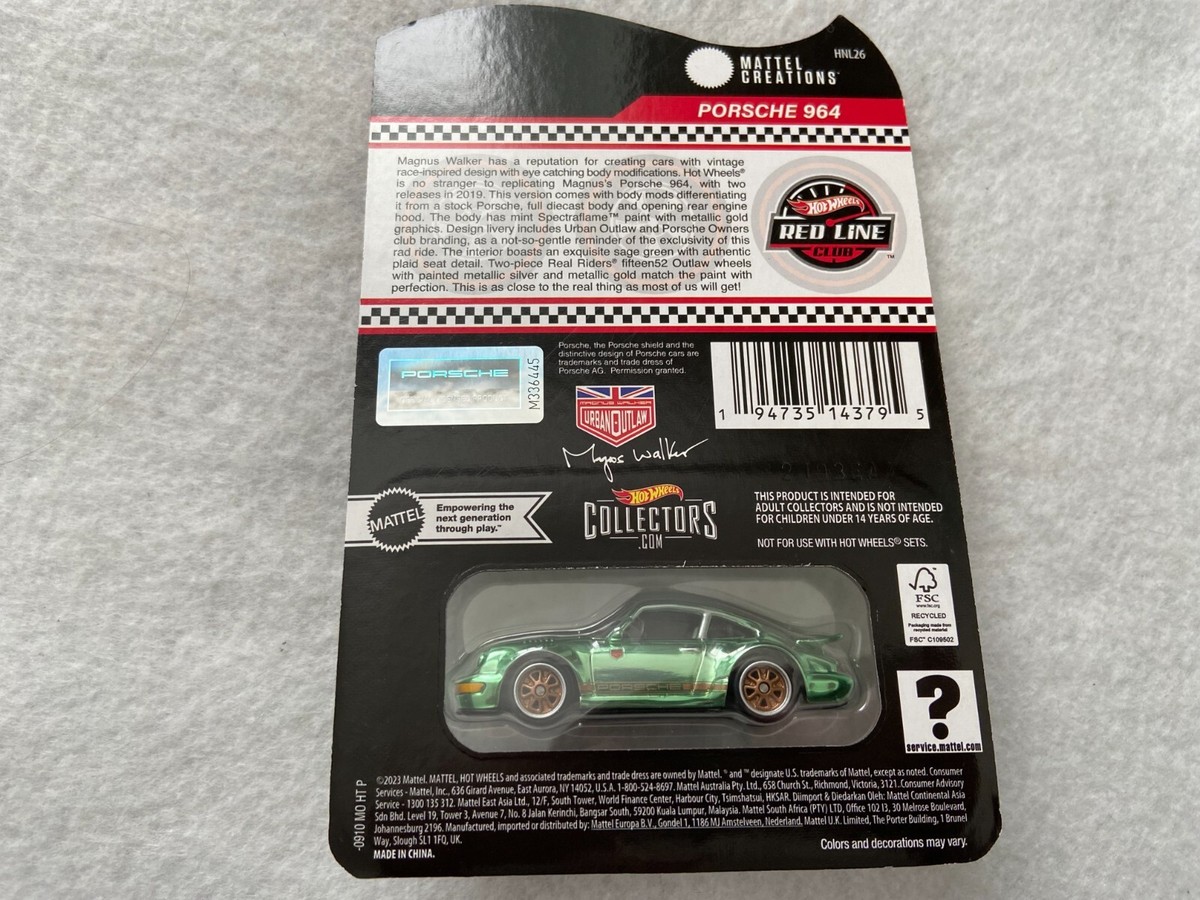 HNL26
MATTEL
CREATIONS™
PORSCHE 964
Magnus Walker has a reputation for creating cars with vintage
race-inspired design with eye catching body modifications. Hot Wheels®
is no stranger to replicating Magnus's Porsche 964, with two
releases in 2019. This version comes with body mods differentiating
it from a stock Porsche, full diecast body and opening rear engine
hood. The body has mint Spectraflame™ paint with metallic gold
graphics. Design livery includes Urban Outlaw and Porsche Owners
club branding, as a not-so-gentle reminder of the exclusivity of this
rad ride. The interior boasts an exquisite sage green with authentic
plaid seat detail. Two-piece Real Riders® fifteen52 Outlaw wheels
with painted metallic silver and metallic gold match the paint with
perfection. This is as close to the real thing as most of us will get!
HOT WHEELS
RED LINE
CLUB
™
PORSCHE
M336445
Porsche, the Porsche shield and the
distinctive design of Porsche cars are
trademarks and trade dress of
Porsche AG. Permission granted.
MAGNUS WALKER
URBAN OUTLAW
Magnus Walker
1 94735 14379 5
MATTEL
Empowering the
next generation
through play.™
HOT WHEELS
COLLECTORS
.COM
THIS PRODUCT IS INTENDED FOR
ADULT COLLECTORS AND IS NOT INTENDED
FOR CHILDREN UNDER 14 YEARS OF AGE.
NOT FOR USE WITH HOT WHEELS® SETS.
FSC
www.fsc.org
RECYCLED
Packaging made from
recycled material
FSC® C109502
PORSCHE
?
service.mattel.com
-0910 MO HT P
©2023 Mattel. MATTEL, HOT WHEELS and associated trademarks and trade dress are owned by Mattel. ® and ™ designate U.S. trademarks of Mattel, except as noted. Consumer
Services - Mattel, Inc., 636 Girard Avenue, East Aurora, NY 14052, U.S.A. 1-800-524-8697. Mattel Australia Pty. Ltd., 658 Church St., Richmond, Victoria, 3121. Consumer Advisory
Service - 1300 135 312. Mattel East Asia Ltd., 12/F, South Tower, World Finance Center, Harbour City, Tsimshatsui, HKSAR. Diimport & Diedarkan Oleh: Mattel Continental Asia
Sdn Bhd. Level 19, Tower 3, Avenue 7, No. 8 Jalan Kerinchi, Bangsar South, 59200 Kuala Lumpur, Malaysia. Mattel South Africa (PTY) LTD, Office 102 I3, 30 Melrose Boulevard,
Johannesburg 2196. Manufactured, imported or distributed by: Mattel Europa B.V., Gondel 1, 1186 MJ Amstelveen, Nederland. Mattel U.K. Limited, The Porter Building, 1 Brunel
Way, Slough SL1 1FQ, UK.
MADE IN CHINA.
Colors and decorations may vary.